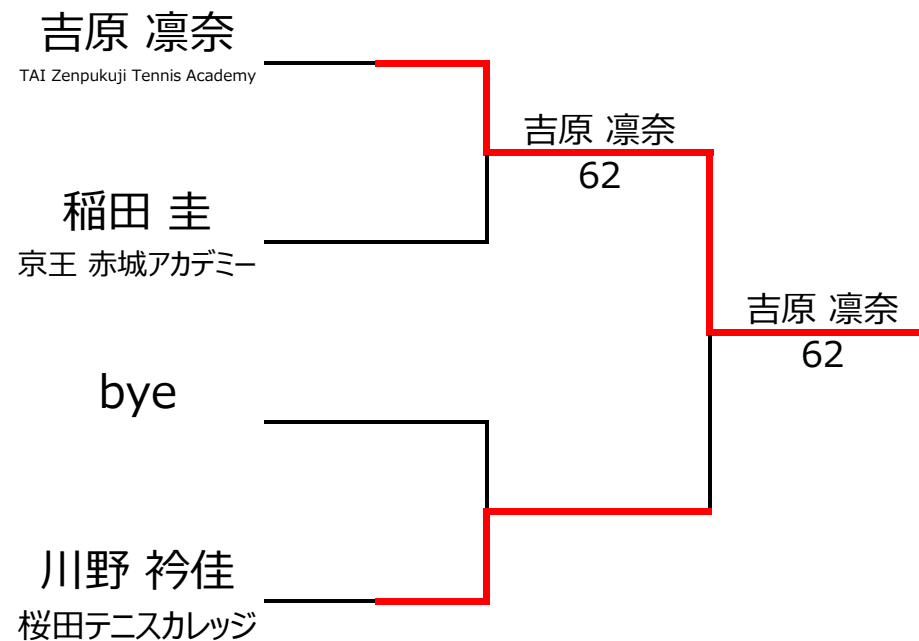 吉原 凛奈
TAI Zenpukuji Tennis Academy
吉原 凛奈
62
稲田 圭
京王 赤城アカデミー
吉原 凛奈
62
bye
川野 衿佳
桜田テニスカレッジ